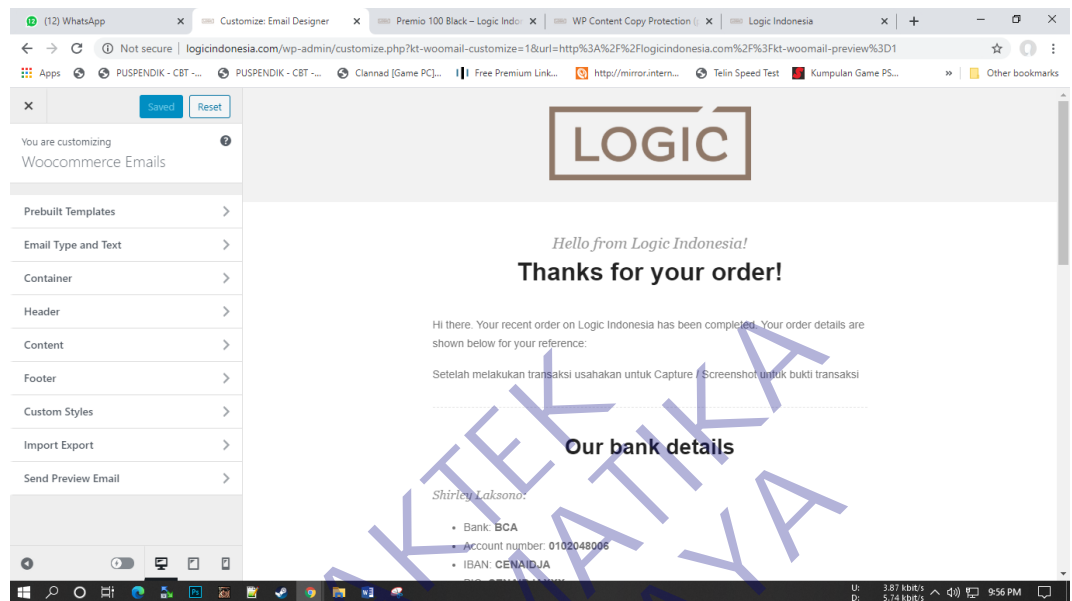 (12) WhatsApp
Customize: Email Designer
Premio 100 Black – Logic Indo
WP Content Copy Protection (
Logic Indonesia
Not secure | logicindonesia.com/wp-admin/customize.php?kt-woomail-customize=1&url=http%3A%2F%2Flogicindonesia.com%2F%3Fkt-woomail-preview%3D1
Apps
PUSPENDIK - CBT -...
PUSPENDIK - CBT -...
Clannad [Game PC]...
Free Premium Link...
http://mirror.intern...
Telin Speed Test
Kumpulan Game PS...
Other bookmarks
Saved
Reset
You are customizing
Woocommerce Emails
Prebuilt Templates
Email Type and Text
Container
Header
Content
Footer
Custom Styles
Import Export
Send Preview Email
LOGIC
Hello from Logic Indonesia!
Thanks for your order!
Hi there. Your recent order on Logic Indonesia has been completed. Your order details are
shown below for your reference:
Setelah melakukan transaksi usahakan untuk Capture / Screenshot untuk bukti transaksi
Our bank details
Shirley Laksono:
Bank: BCA
Account number: 0102048006
IBAN: CENAIDJA
U: 3.87 kbit/s
D: 5.74 kbit/s
9:56 PM